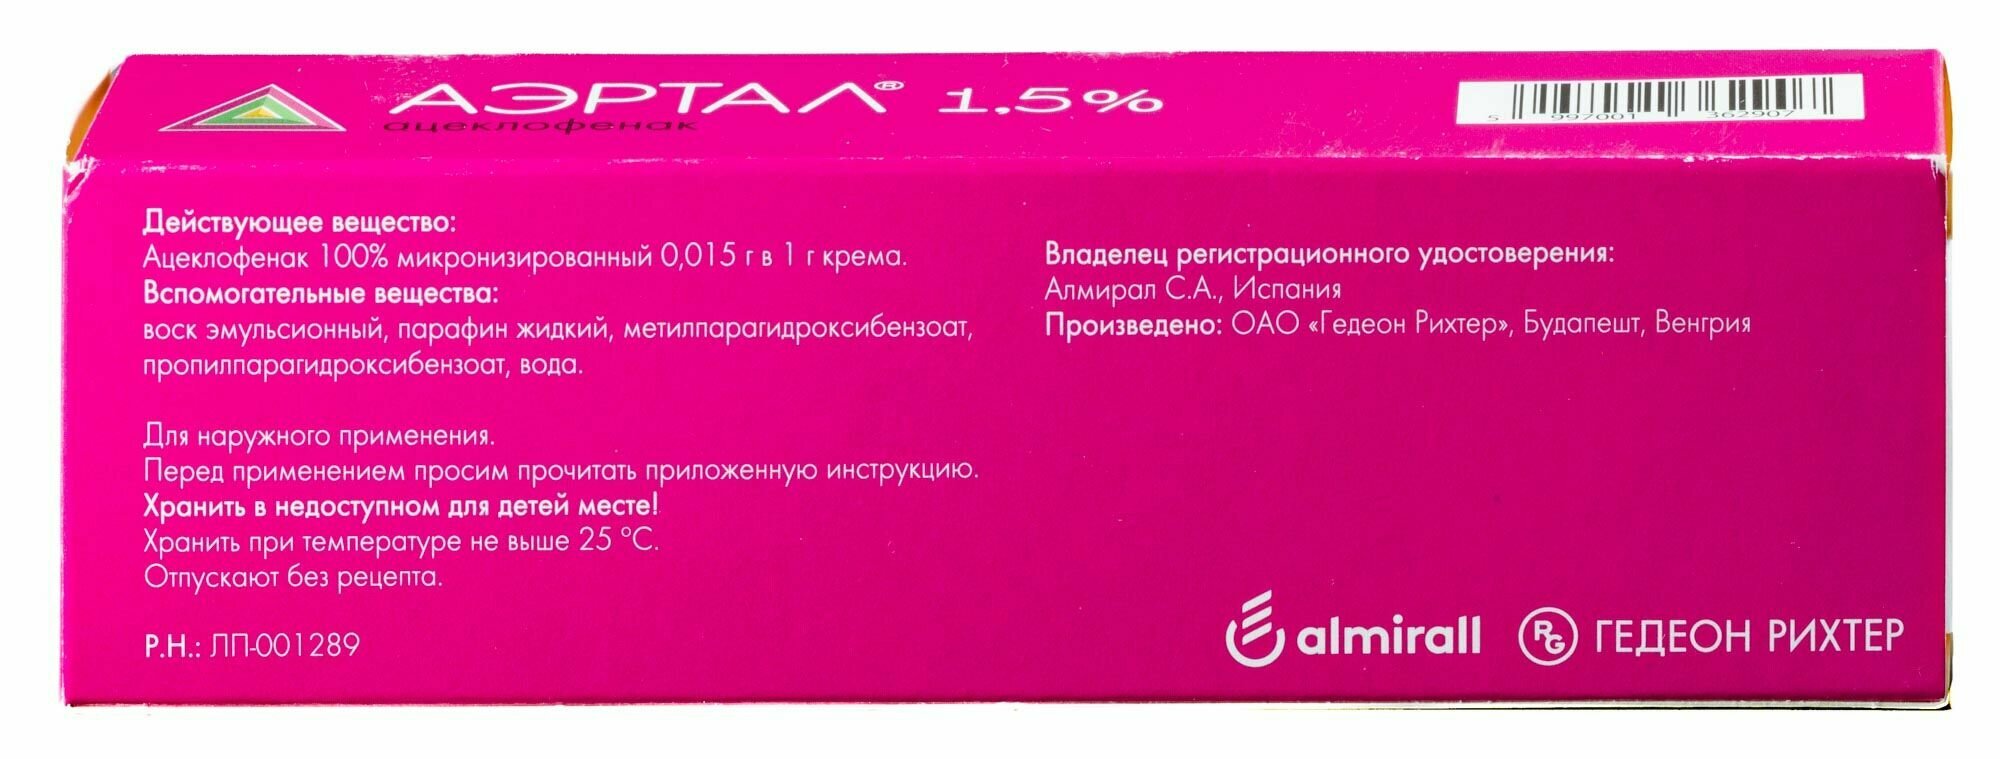 АЭРТАЛ® 1.5%
ацеклофенак
5 997001 362907
Действующее вещество:
Ацеклофенак 100% микронизированный 0,015 г в 1 г крема.
Вспомогательные вещества:
воск эмульсионный, парафин жидкий, метилпарагидроксибензоат,
пропилпарагидроксибензоат, вода.
Для наружного применения.
Перед применением просим прочитать приложенную инструкцию.
Хранить в недоступном для детей месте!
Хранить при температуре не выше 25 °С.
Отпускают без рецепта.
Р.Н.: ЛП-001289
Владелец регистрационного удостоверения:
Алмирал С.А., Испания
Произведено: ОАО «Гедеон Рихтер», Будапешт, Венгрия
almirall
RG ГЕДЕОН РИХТЕР